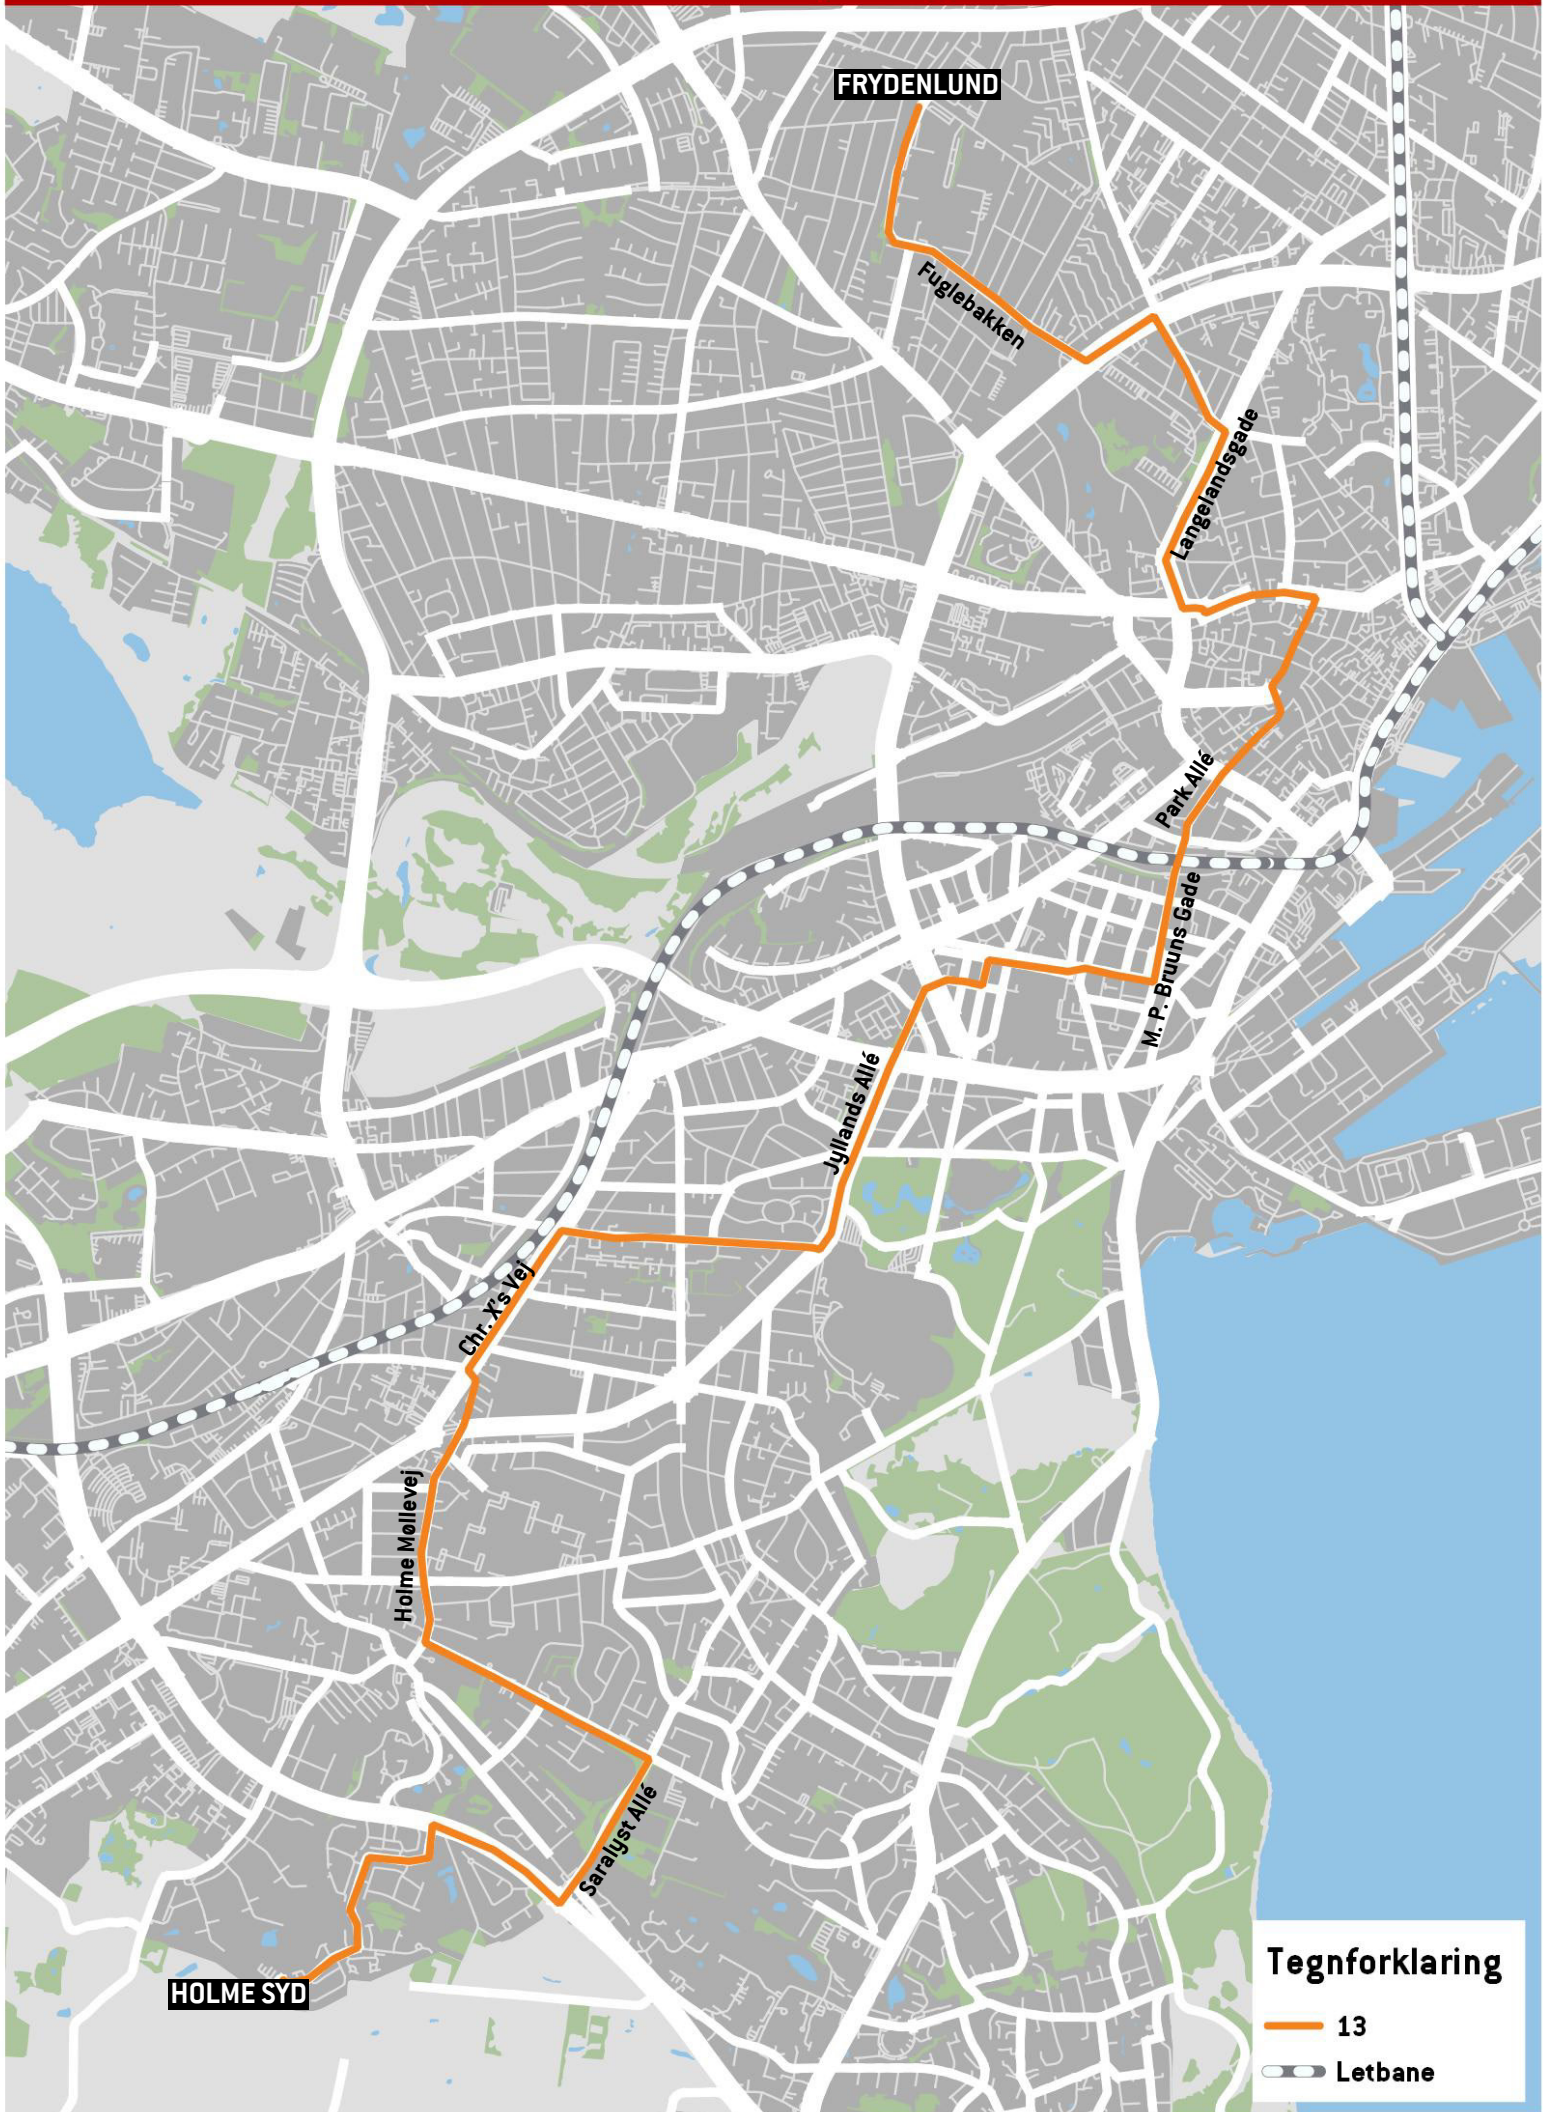 FRYDENLUND
Fuglebakken
Langelandsgade
Park Allé
M. P. Bruuns Gade
Jyllands Allé
Chr. X's Vej
Holme Møllevej
Saralyst Allé
HOLME SYD
Tegnforklaring
13
Letbane